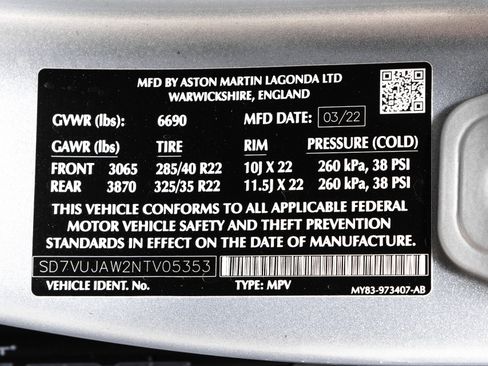 MFD BY ASTON MARTIN LAGONDA LTD
WARWICKSHIRE, ENGLAND
GVWR (lbs): 6690 MFD DATE: 03/22
GAWR (lbs) TIRE RIM PRESSURE (COLD)
FRONT 3065 285/40 R22 10J X 22 260 kPa, 38 PSI
REAR 3870 325/35 R22 11.5J X 22 260 kPa, 38 PSI
THIS VEHICLE CONFORMS TO ALL APPLICABLE FEDERAL
MOTOR VEHICLE SAFETY AND THEFT PREVENTION
STANDARDS IN EFFECT ON THE DATE OF MANUFACTURE.
SD7VUJAW2NTV05353
VEHICLE IDENT. No. TYPE: MPV MY83-973407-AB